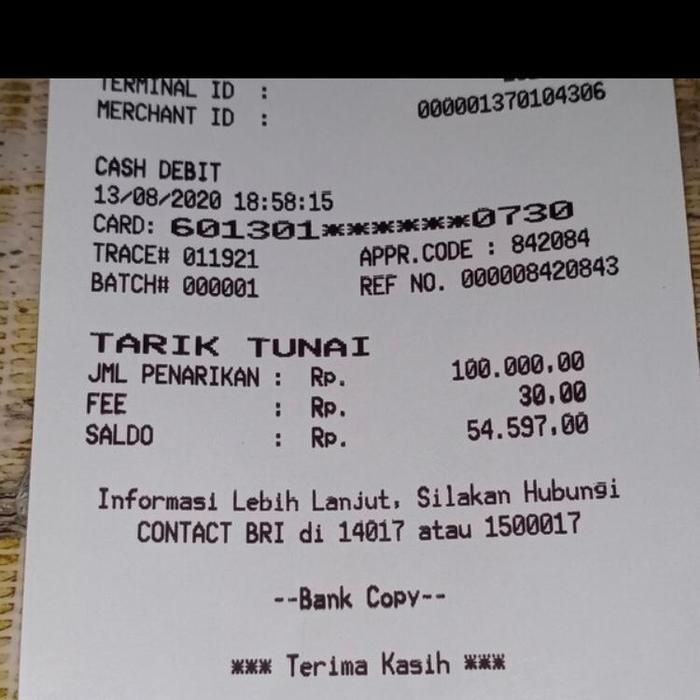 TERMINAL ID :
MERCHANT ID : 000001370104306
CASH DEBIT
13/08/2020 18:58:15
CARD: 601301******0730
TRACE# 011921 APPR.CODE : 842084
BATCH# 000001 REF NO. 000008420843
TARIK TUNAI
JML PENARIKAN : Rp. 100.000,00
FEE : Rp. 30,00
SALDO : Rp. 54.597,00
Informasi Lebih Lanjut, Silakan Hubungi
CONTACT BRI di 14017 atau 1500017
--Bank Copy--
*** Terima Kasih ***